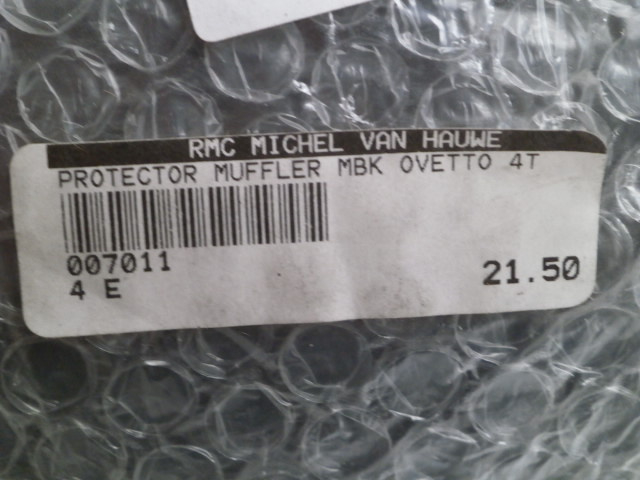 RMC MICHEL VAN HAUWE
PROTECTOR MUFFLER MBK OVETTO 4T
007011
4 E
21.50